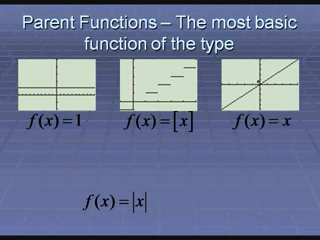 Parent Functions – The most basic
function of the type
f(x) = 1
f(x) = [x]
f(x) = x
f(x) = |x|